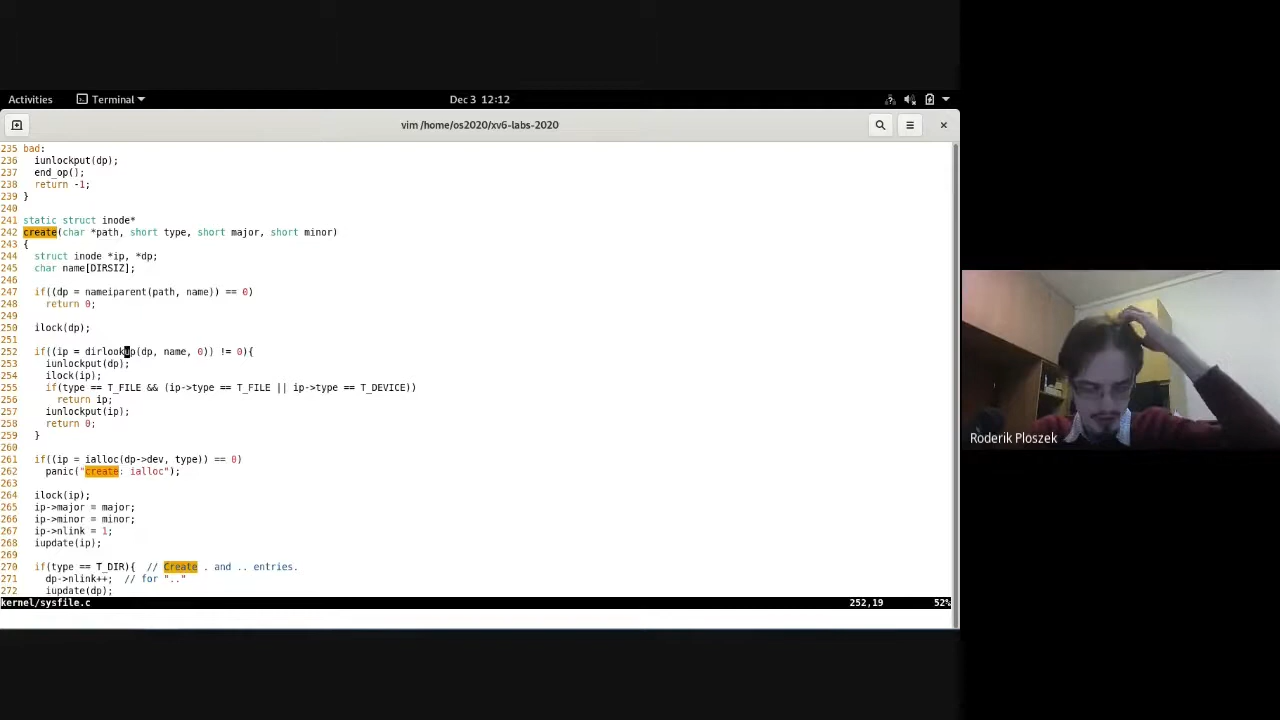 Activities
Terminal
Dec 3 12:12
vim /home/os2020/xv6-labs-2020
235 bad:
236   iunlockput(dp);
237   end_op();
238   return -1;
239 }
240
241 static struct inode*
242 create(char *path, short type, short major, short minor)
243 {
244   struct inode *ip, *dp;
245   char name[DIRSIZ];
246
247   if((dp = nameiparent(path, name)) == 0)
248     return 0;
249
250   ilock(dp);
251
252   if((ip = dirlookup(dp, name, 0)) != 0){
253     iunlockput(dp);
254     ilock(ip);
255     if(type == T_FILE && (ip->type == T_FILE || ip->type == T_DEVICE))
256       return ip;
257     iunlockput(ip);
258     return 0;
259   }
260
261   if((ip = ialloc(dp->dev, type)) == 0)
262     panic("create: ialloc");
263
264   ilock(ip);
265   ip->major = major;
266   ip->minor = minor;
267   ip->nlink = 1;
268   iupdate(ip);
269
270   if(type == T_DIR){  // Create . and .. entries.
271     dp->nlink++;  // for ".."
272     iupdate(dp);
kernel/sysfile.c 252,19 52%
Roderik Ploszek